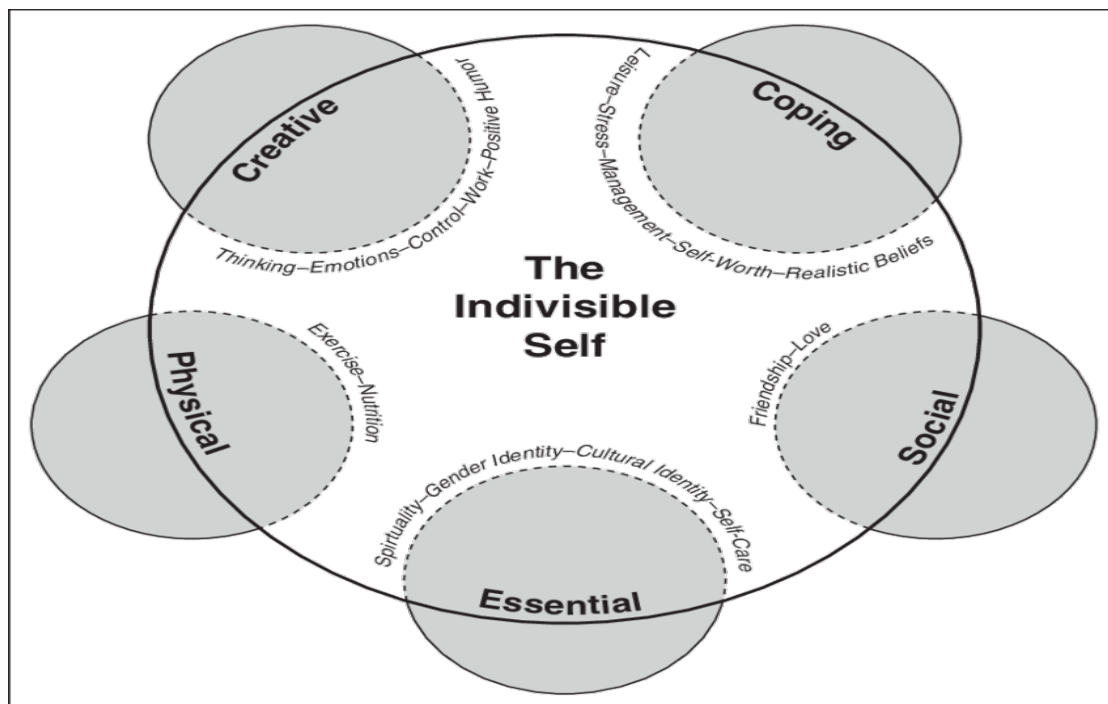 Creative
Thinking–Emotions–Control–Work–Positive Humor
Coping
Leisure–Stress–Management–Self-Worth–Realistic Beliefs
The
Indivisible
Self
Physical
Exercise–Nutrition
Social
Friendship–Love
Essential
Spirtuality–Gender Identity–Cultural Identity–Self-Care